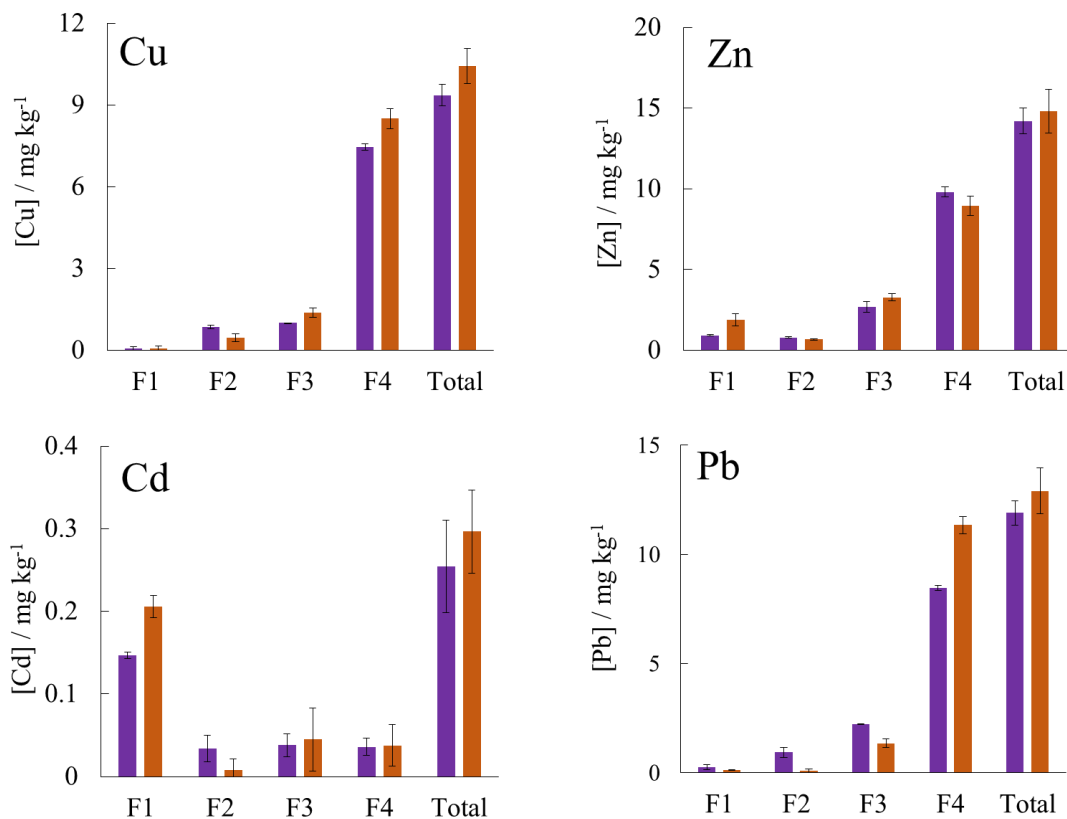 Cu
[Cu] / mg kg⁻¹
12
9
6
3
0
F1 F2 F3 F4 Total
Zn
[Zn] / mg kg⁻¹
20
15
10
5
0
F1 F2 F3 F4 Total
Cd
[Cd] / mg kg⁻¹
0.4
0.3
0.2
0.1
0
F1 F2 F3 F4 Total
Pb
[Pb] / mg kg⁻¹
15
10
5
0
F1 F2 F3 F4 Total